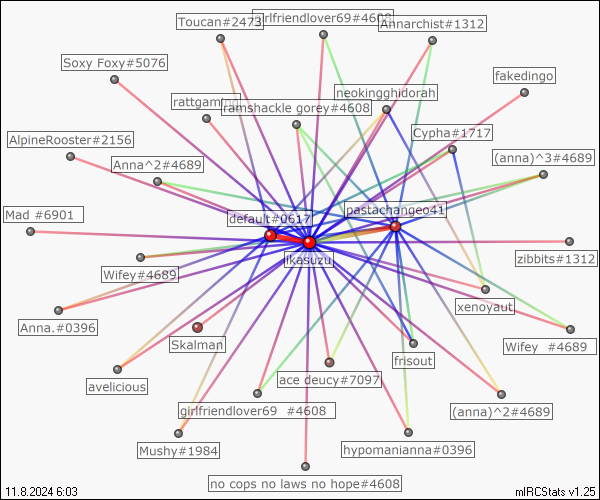 Toucan#2473
girlfriendlover69#4608
Annarchist#1312
Soxy Foxy#5076
fakedingo
neokingghidorah
rattgaming
ramshackle gorey#4608
Cypha#1717
AlpineRooster#2156
Anna^2#4689
(anna)^3#4689
Mad #6901
default#0617
pastachangeo41
ikasuzu
zibbits#1312
Wifey#4689
xenoyaut
Anna.#0396
Skalman
Wifey  #4689
frisout
ace deucy#7097
avelicious
girlfriendlover69  #4608
(anna)^2#4689
Mushy#1984
hypomanianna#0396
no cops no laws no hope#4608
11.8.2024 6:03
mIRCStats v1.25